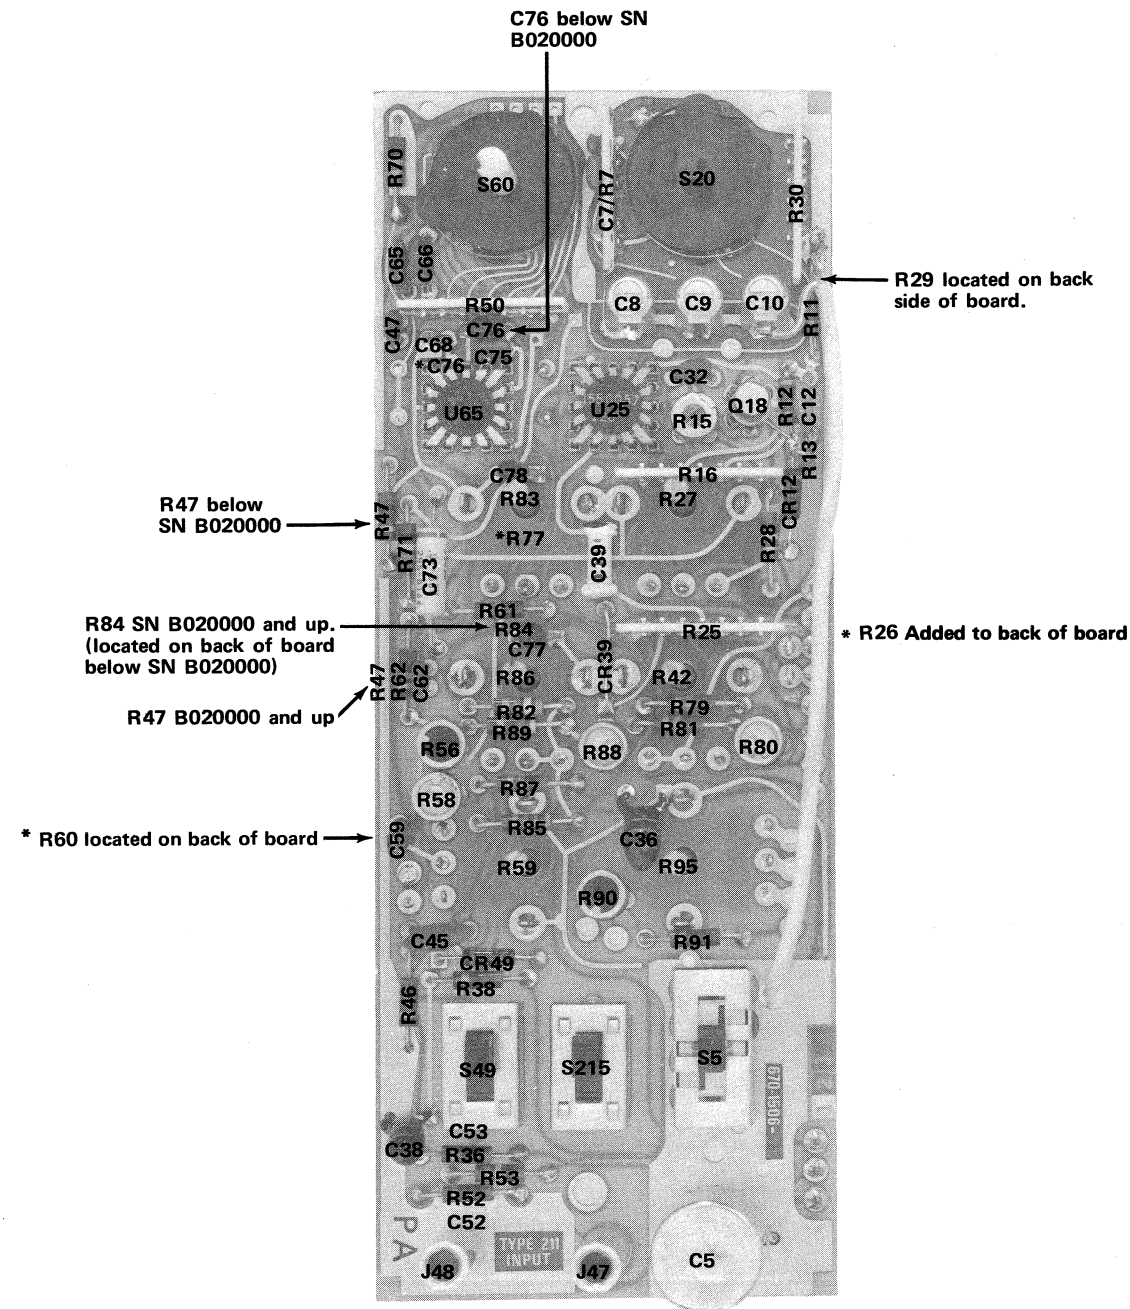 C76 below SN
B020000
R70
S60
C7/R7
S20
R30
C65
C66
R29 located on back
side of board.
R50
C8
C9
C10
R11
C76
C47
C68
*C76
C75
C32
U65
U25
R15
Q18
R12
C12
R13
C78
R16
R83
R27
CR12
R47 below
SN B020000
R47
*R77
R71
C73
C39
R28
R61
R84 SN B020000 and up.
(located on back of board
below SN B020000)
R84
C77
R25
* R26 Added to back of board
R47
R62
C62
R86
CR39
R42
R47 B020000 and up
R82
R89
R79
R81
R56
R88
R80
R87
R58
R85
* R60 located on back of board
C59
C36
R59
R95
R90
C45
R91
CR49
R38
R46
S49
S215
S5
670-1506-
1
C53
C38
R36
R53
R52
C52
PA
TYPE 211
INPUT
J48
J47
C5